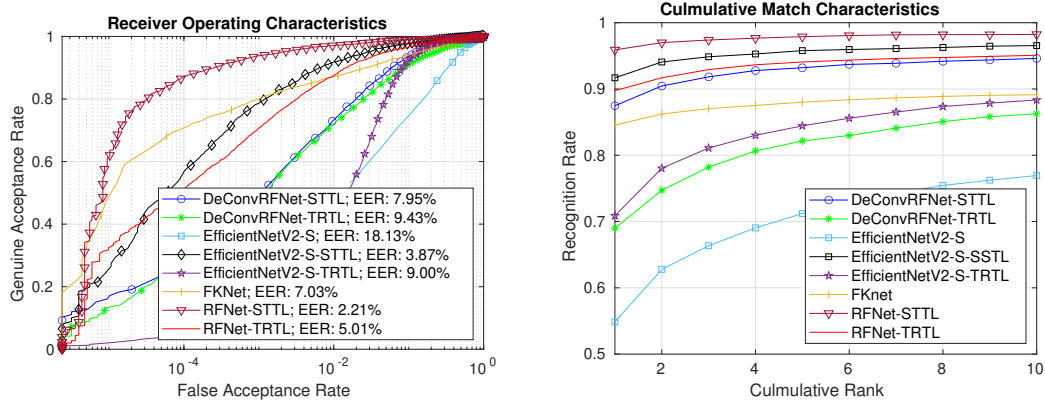 Receiver Operating Characteristics
1
0.8
0.6
0.4
0.2
0
Genuine Acceptance Rate
DeConvRFNet-STTL; EER: 7.95%
DeConvRFNet-TRTL; EER: 9.43%
EfficientNetV2-S; EER: 18.13%
EfficientNetV2-S-STTL; EER: 3.87%
EfficientNetV2-S-TRTL; EER: 9.00%
FKNet; EER: 7.03%
RFNet-STTL; EER: 2.21%
RFNet-TRTL; EER: 5.01%
10^-4
10^-2
10^0
False Acceptance Rate
Culmulative Match Characteristics
1
0.9
0.8
0.7
0.6
0.5
Recognition Rate
DeConvRFNet-STTL
DeConvRFNet-TRTL
EfficientNetV2-S
EfficientNetV2-S-SSTL
EfficientNetV2-S-TRTL
FKnet
RFNet-STTL
RFNet-TRTL
2
4
6
8
10
Culmulative Rank